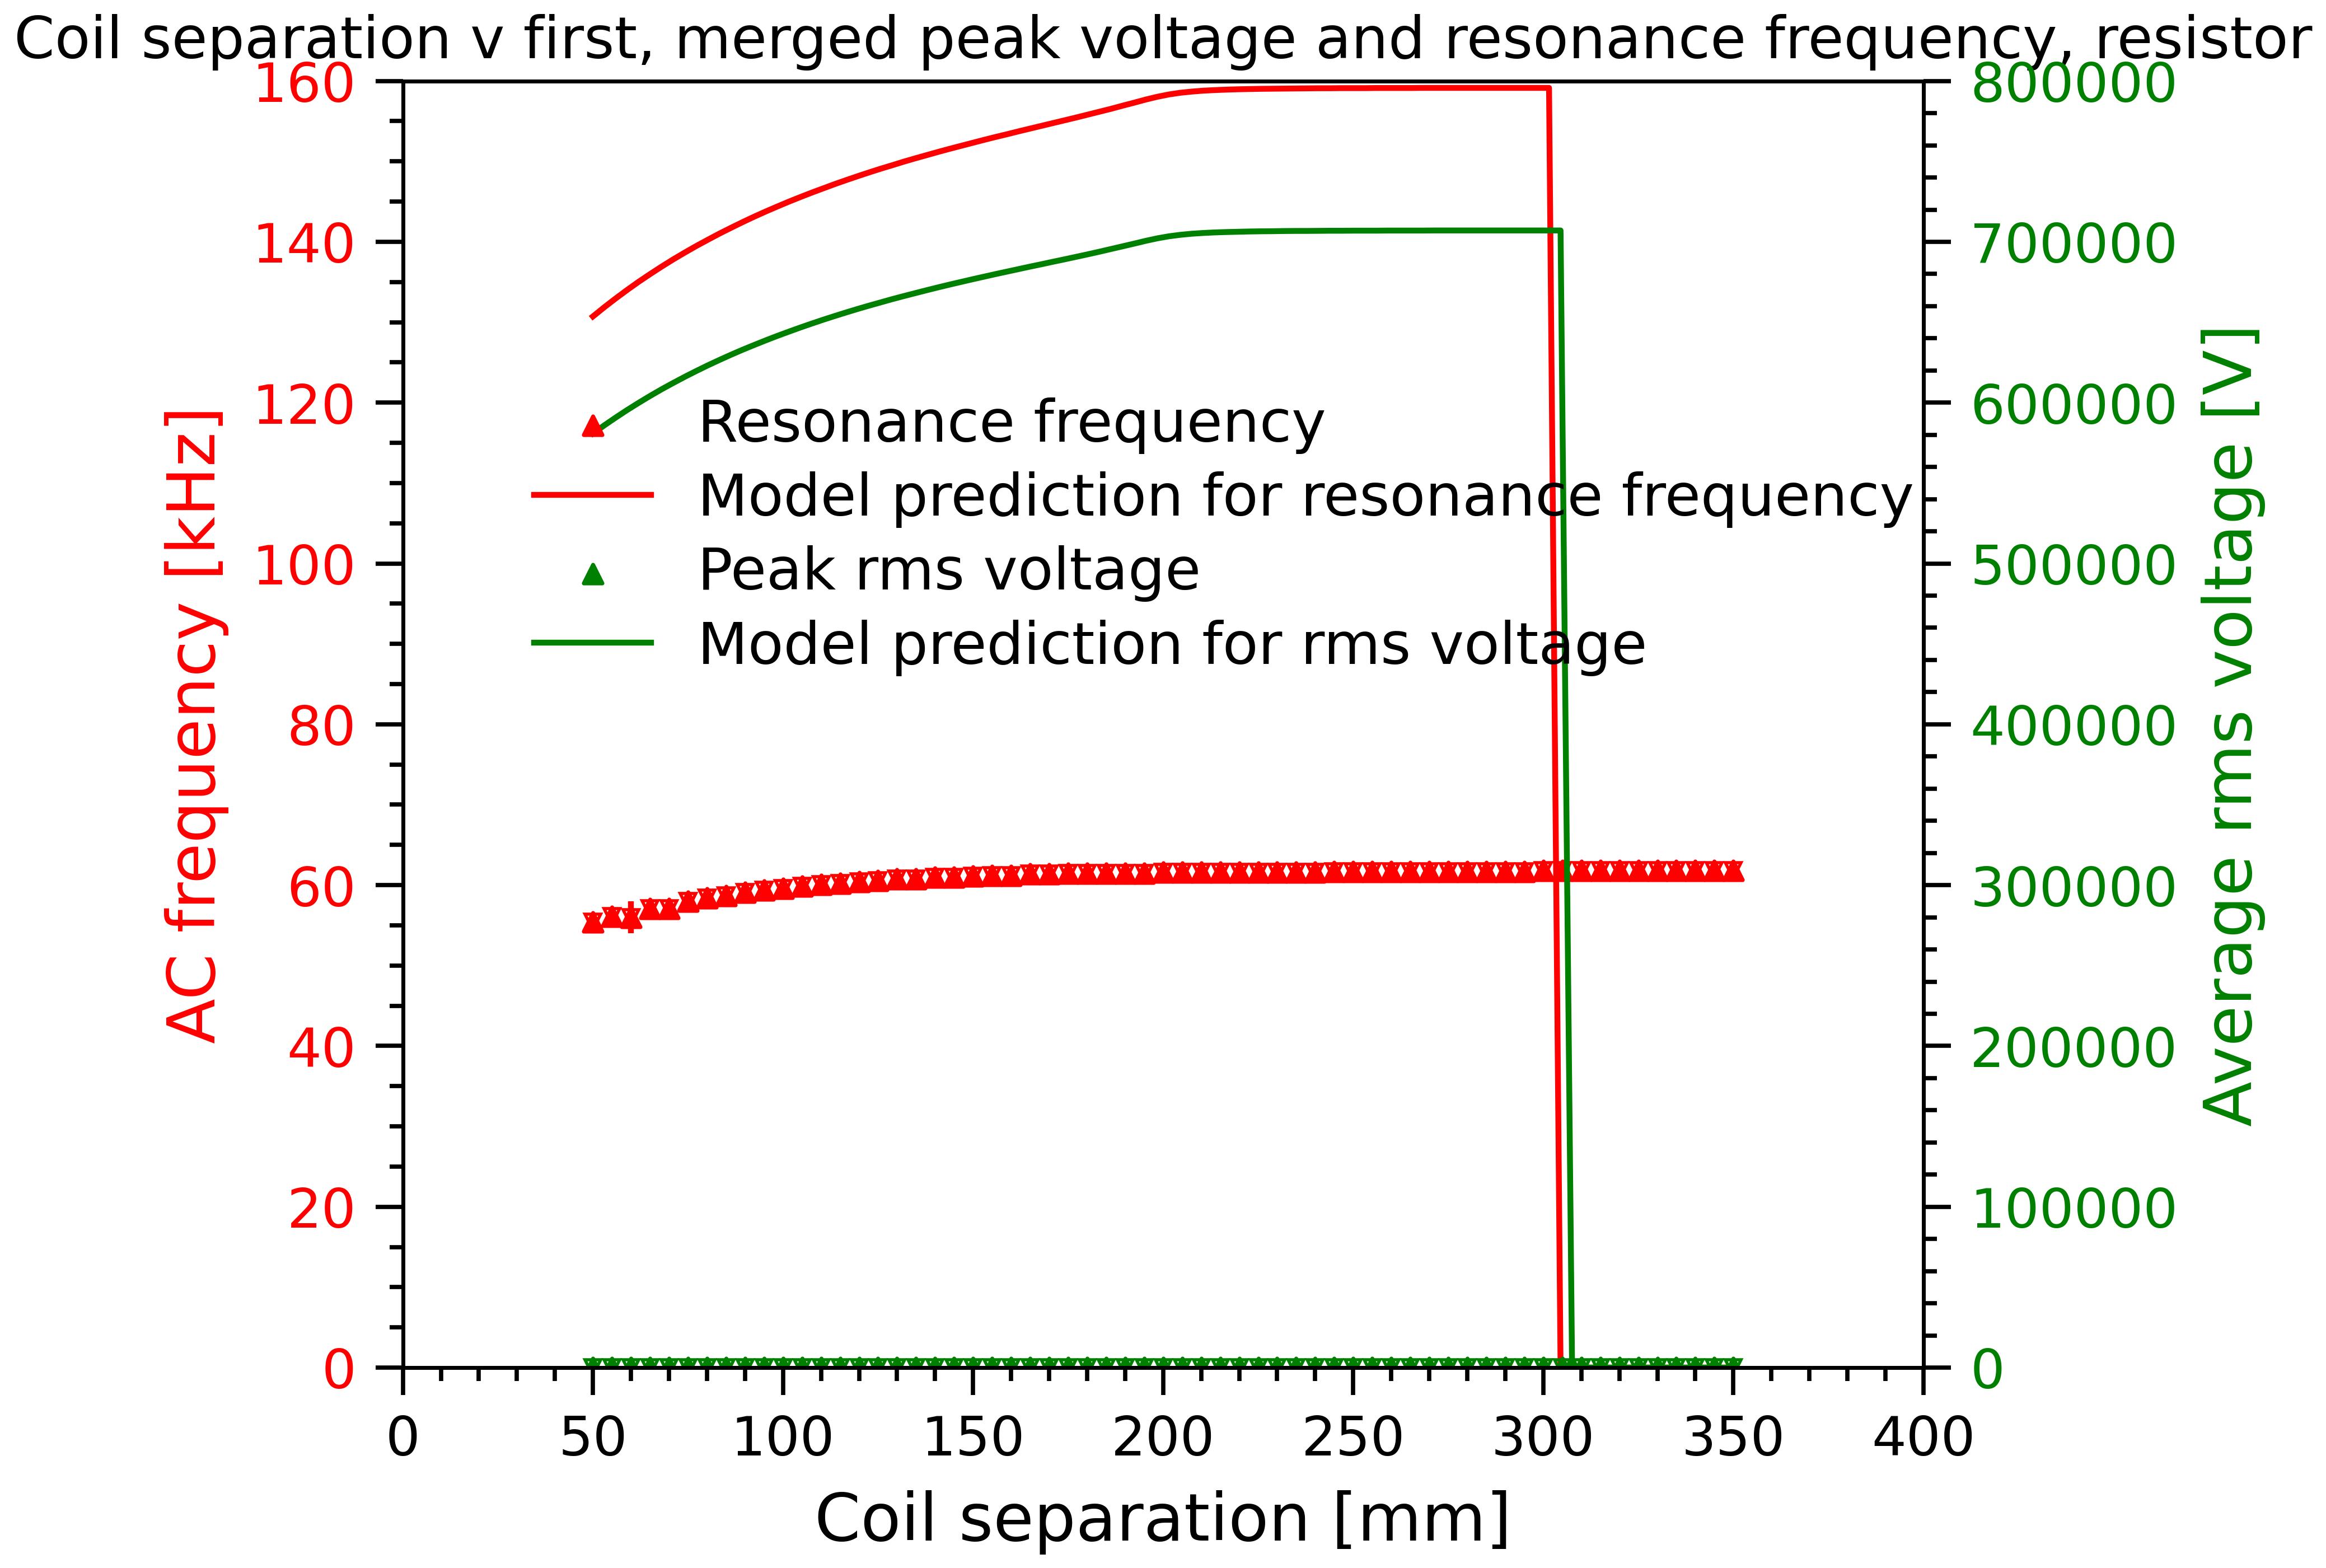 Coil separation v first, merged peak voltage and resonance frequency, resistor
160
140
120
100
80
60
40
20
0
AC frequency [kHz]
Resonance frequency
Model prediction for resonance frequency
Peak rms voltage
Model prediction for rms voltage
800000
700000
600000
500000
400000
300000
200000
100000
0
Average rms voltage [V]
0 50 100 150 200 250 300 350 400
Coil separation [mm]